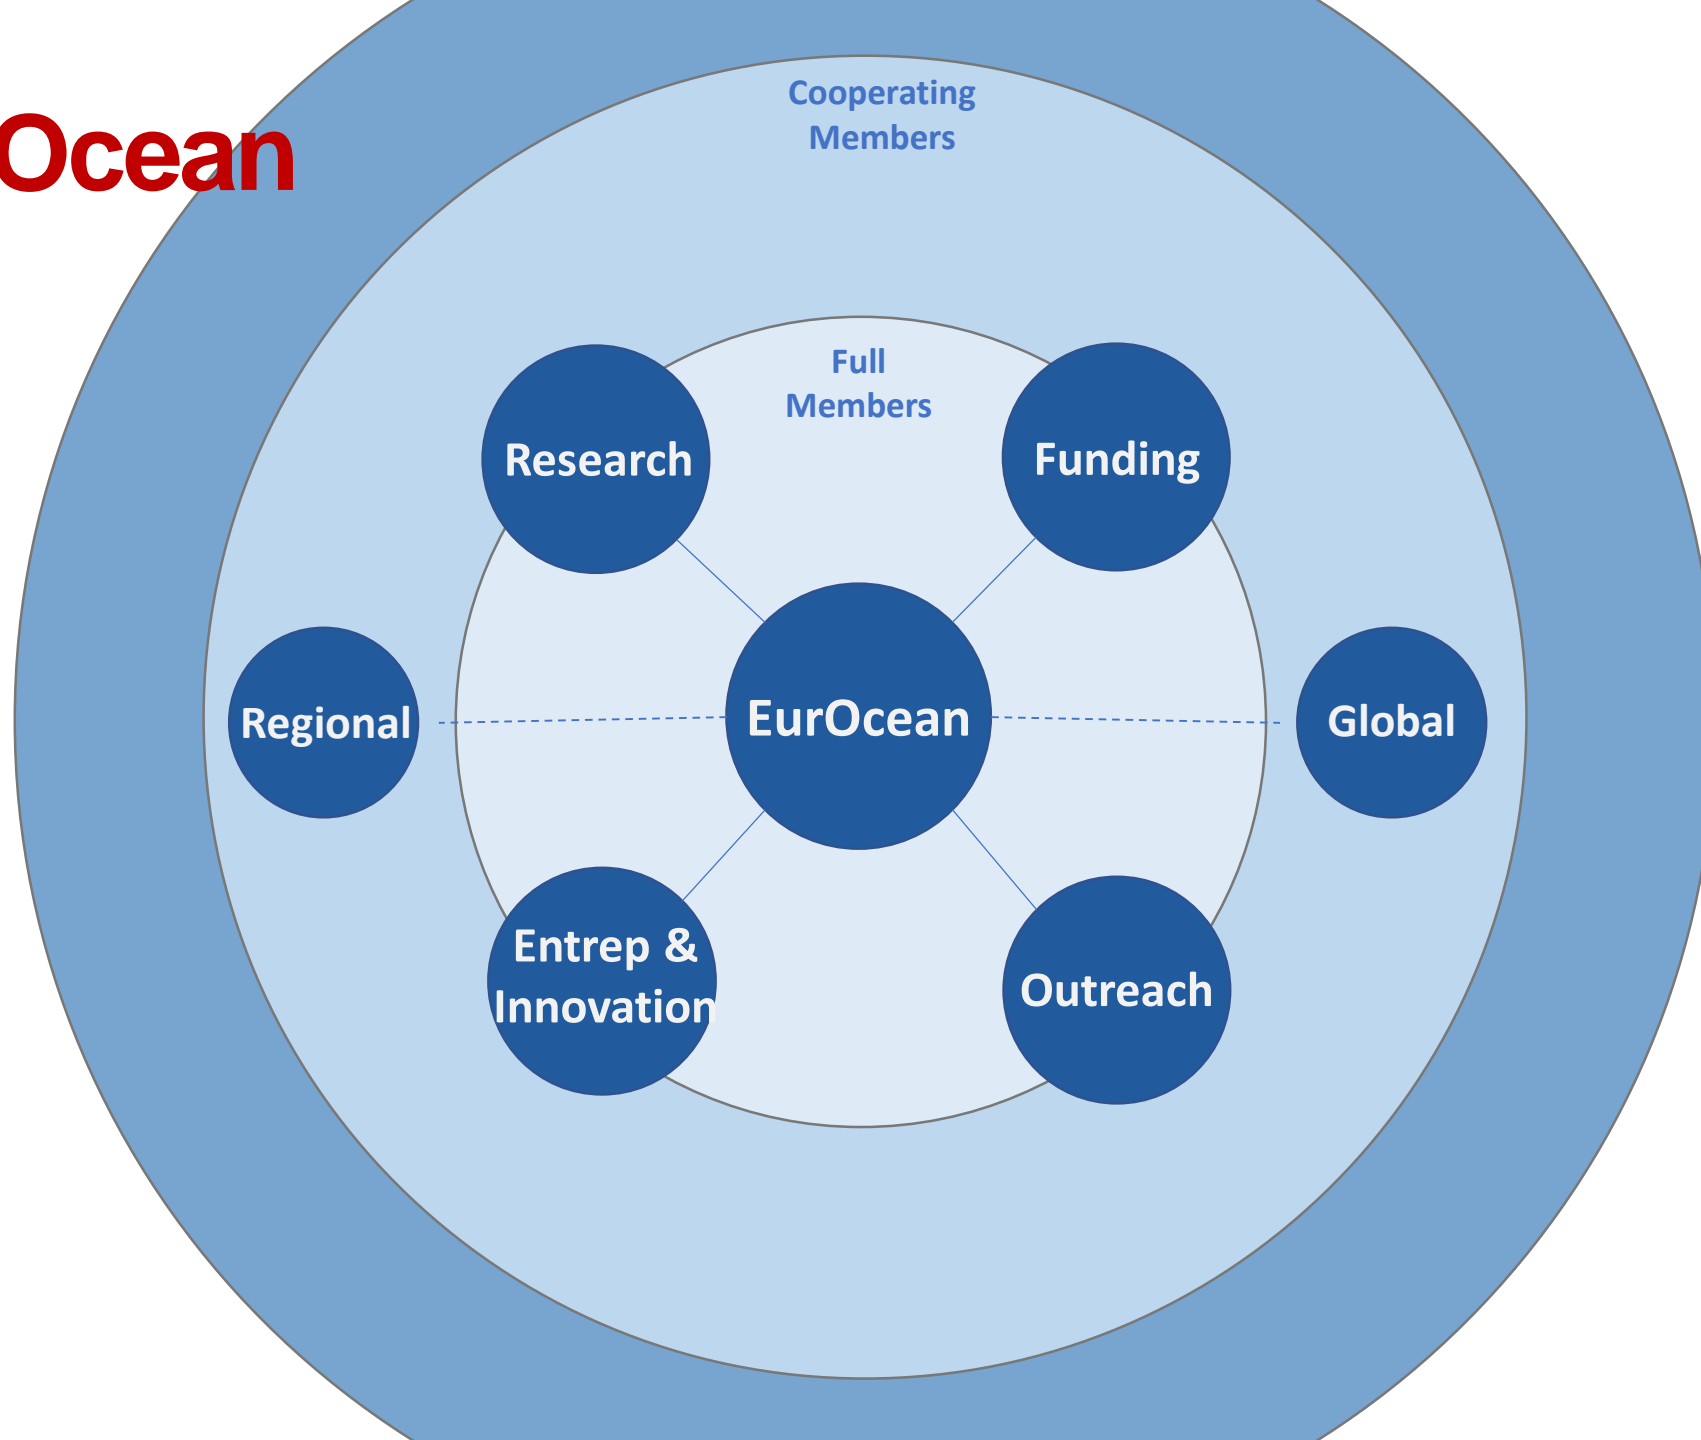 Ocean
Cooperating
Members
Full
Members
Research
Funding
Regional
EurOcean
Global
Entrep &
Innovation
Outreach